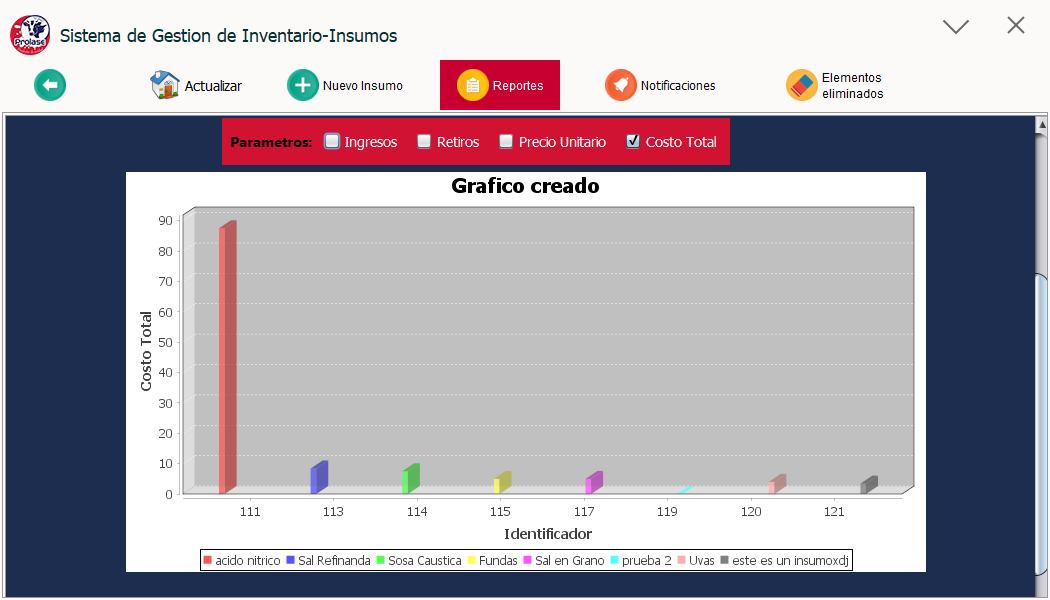 Prolase
Sistema de Gestion de Inventario-Insumos
Actualizar
Nuevo Insumo
Reportes
Notificaciones
Elementos
eliminados
Parametros: Ingresos Retiros Precio Unitario Costo Total
Grafico creado
90
80
70
60
50
40
30
20
10
0
Costo Total
111 113 114 115 117 119 120 121
Identificador
acido nitrico Sal Refinanda Sosa Caustica Fundas Sal en Grano prueba 2 Uvas este es un insumoxdj